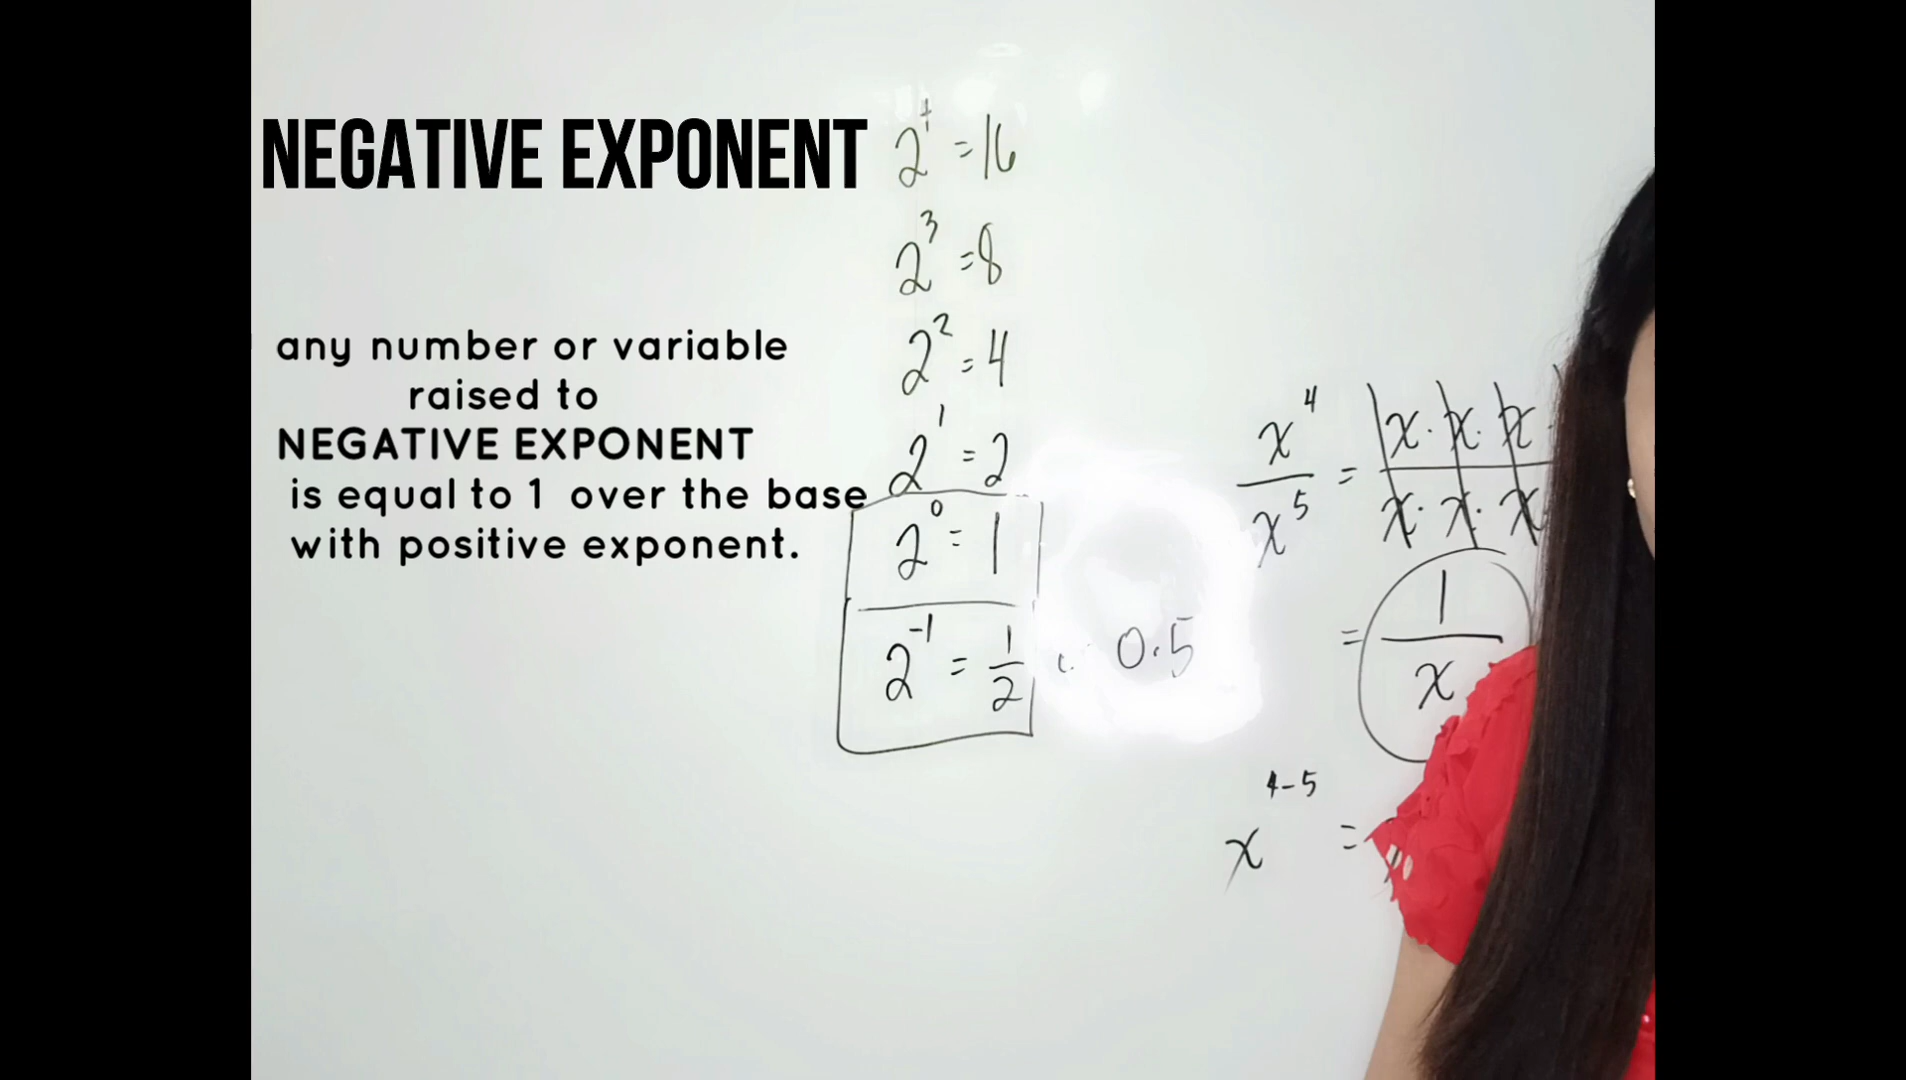 NEGATIVE EXPONENT
any number or variable
raised to
NEGATIVE EXPONENT
is equal to 1 over the base
with positive exponent.
2⁴ = 16
2³ = 8
2² = 4
2¹ = 2
2⁰ = 1
2⁻¹ = 1/2
0.5
x⁴/x⁵ = x · x · x · / x · x · x
= 1/x
x⁴⁻⁵ =